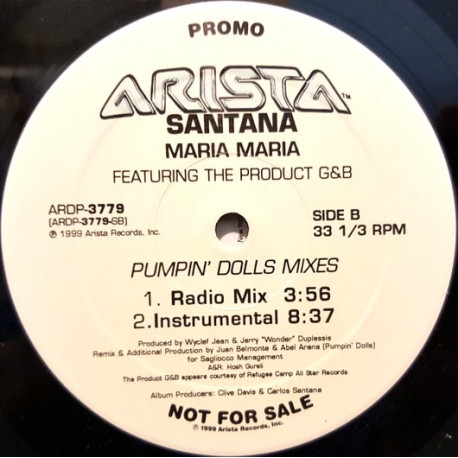 PROMO
ARISTA™
SANTANA
MARIA MARIA
FEATURING THE PRODUCT G&B
ARDP-3779
(ARDP-3779-SB)
℗ 1999 Arista Records, Inc.
SIDE B
33 1/3 RPM
PUMPIN' DOLLS MIXES
1. Radio Mix 3:56
2.Instrumental 8:37
Produced by Wyclef Jean & Jerry "Wonder" Duplessis
Remix & Additional Production by Juan Belmonte & Abel Arana (Pumpin' Dolls)
for Sagliocco Management
A&R: Hosh Gureli
The Product G&B appears courtesy of Refugee Camp All Star Records
Album Producers: Clive Davis & Carlos Santana
NOT FOR SALE
℗ 1999 Arista Records, Inc.